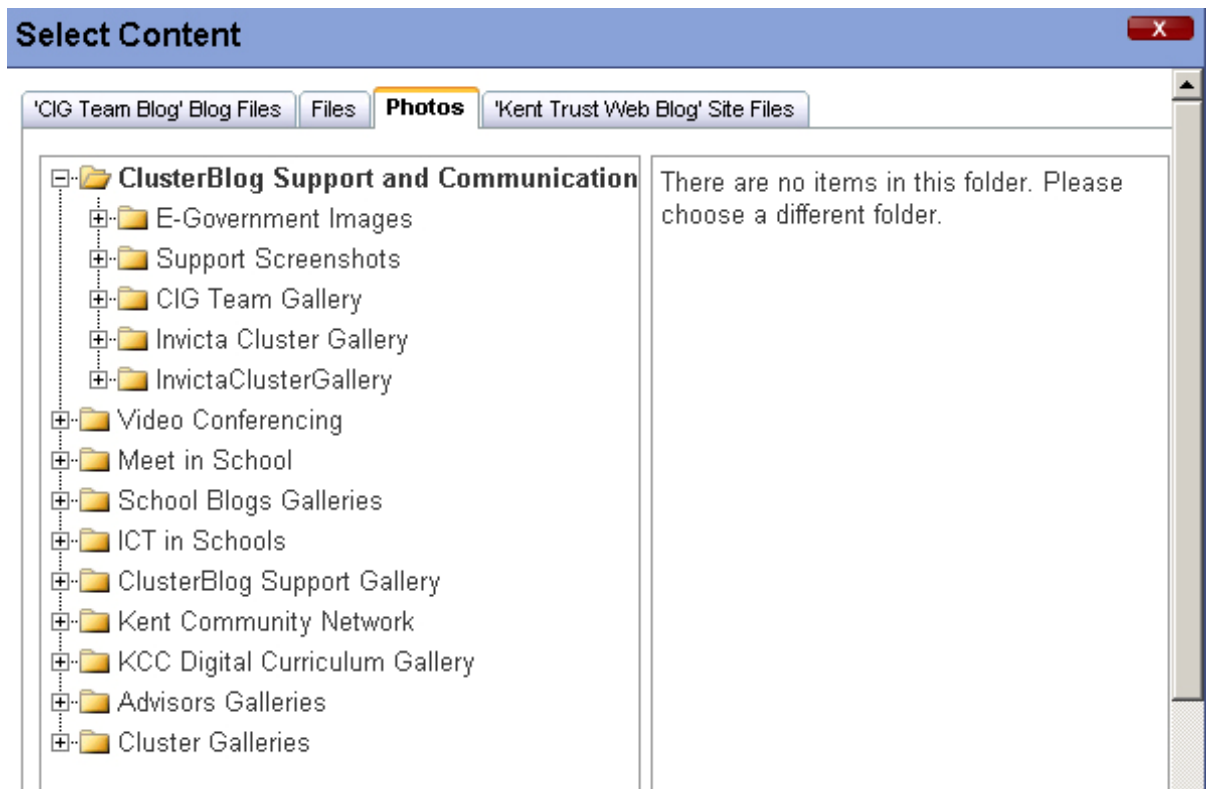 Select Content
X
'CIG Team Blog' Blog Files Files Photos 'Kent Trust Web Blog' Site Files
ClusterBlog Support and Communication
E-Government Images
Support Screenshots
CIG Team Gallery
Invicta Cluster Gallery
InvictaClusterGallery
Video Conferencing
Meet in School
School Blogs Galleries
ICT in Schools
ClusterBlog Support Gallery
Kent Community Network
KCC Digital Curriculum Gallery
Advisors Galleries
Cluster Galleries
There are no items in this folder. Please
choose a different folder.